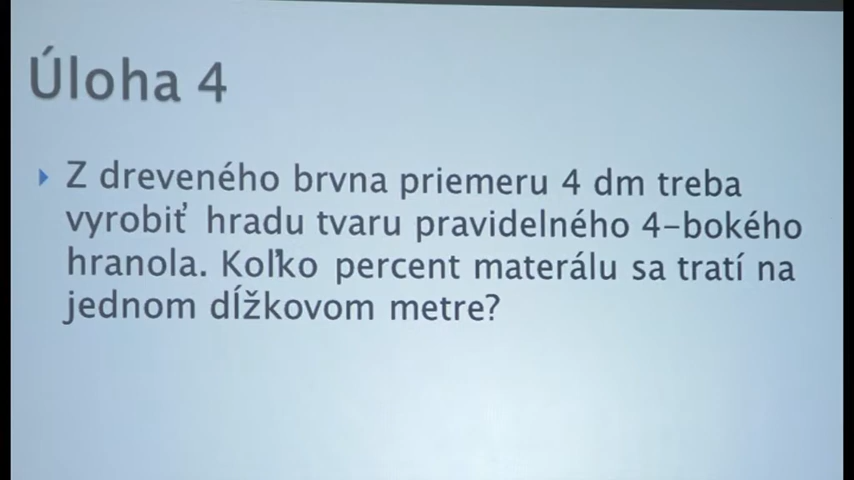 Úloha 4
Z dreveného brvna priemeru 4 dm treba
vyrobiť hradu tvaru pravidelného 4-bokého
hranola. Koľko percent materálu sa tratí na
jednom dĺžkovom metre?